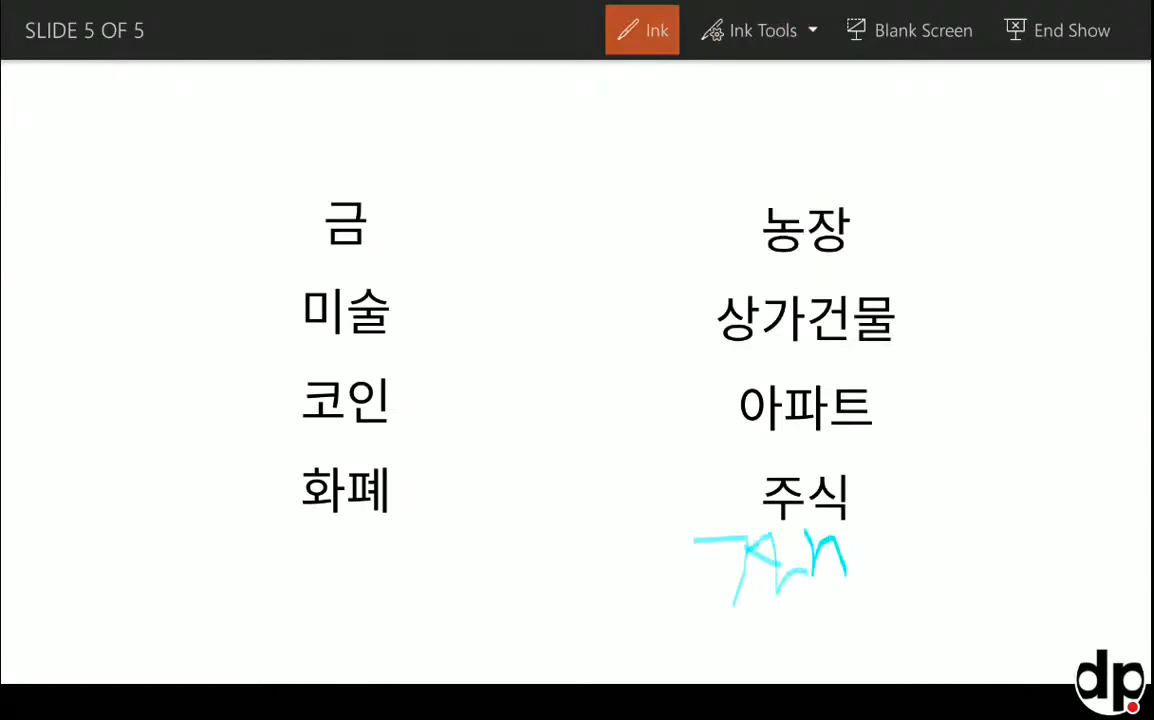 SLIDE 5 OF 5
Ink
Ink Tools
Blank Screen
End Show
금
미술
코인
화폐
농장
상가건물
아파트
주식
dp